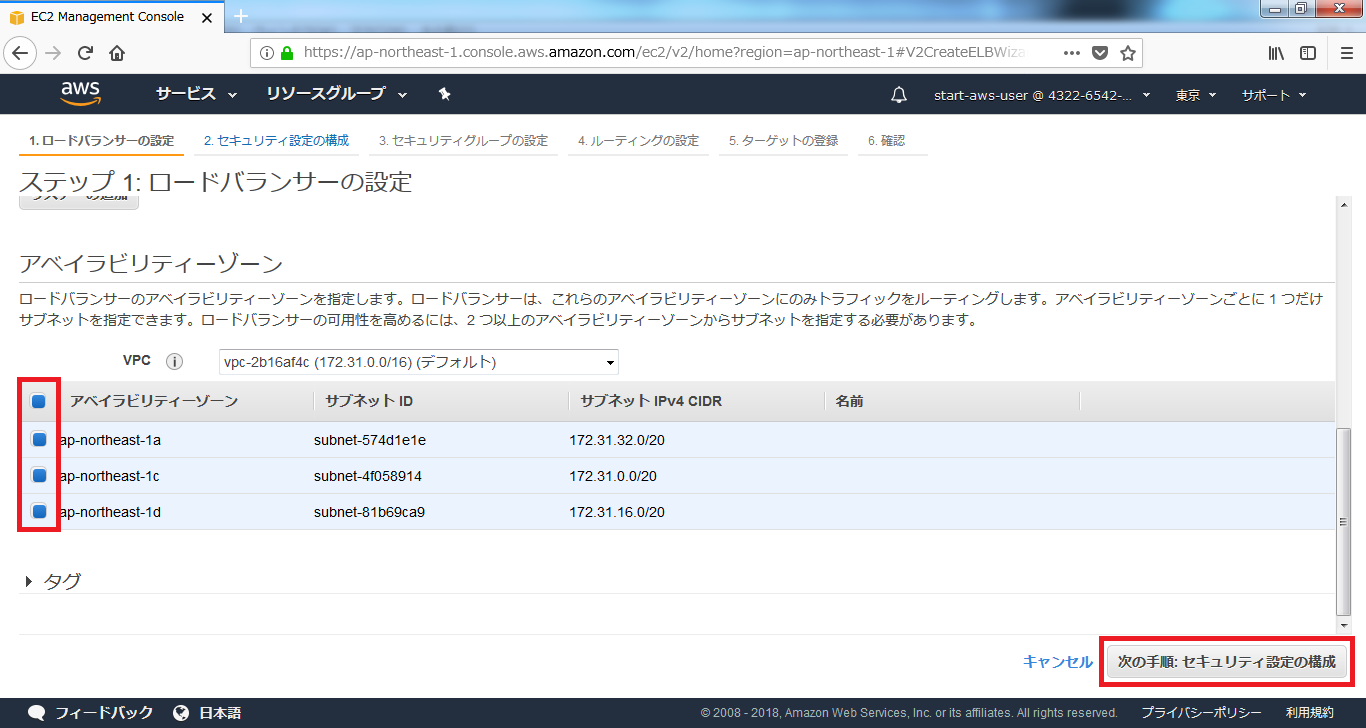 EC2 Management Console
https://ap-northeast-1.console.aws.amazon.com/ec2/v2/home?region=ap-northeast-1#V2CreateELBWiza
aws サービス リソースグループ start-aws-user @ 4322-6542-... 東京 サポート
1. ロードバランサーの設定 2. セキュリティ設定の構成 3. セキュリティグループの設定 4. ルーティングの設定 5. ターゲットの登録 6. 確認
ステップ 1: ロードバランサーの設定
リスナーの追加
アベイラビリティーゾーン
ロードバランサーのアベイラビリティーゾーンを指定します。ロードバランサーは、これらのアベイラビリティーゾーンにのみトラフィックをルーティングします。アベイラビリティーゾーンごとに 1 つだけ
サブネットを指定できます。ロードバランサーの可用性を高めるには、2 つ以上のアベイラビリティーゾーンからサブネットを指定する必要があります。
VPC i vpc-2b16af4c (172.31.0.0/16) (デフォルト)
アベイラビリティーゾーン サブネット ID サブネット IPv4 CIDR 名前
ap-northeast-1a subnet-574d1e1e 172.31.32.0/20
ap-northeast-1c subnet-4f058914 172.31.0.0/20
ap-northeast-1d subnet-81b69ca9 172.31.16.0/20
タグ
キャンセル 次の手順: セキュリティ設定の構成
フィードバック 日本語 © 2008 - 2018, Amazon Web Services, Inc. or its affiliates. All rights reserved. プライバシーポリシー 利用規約